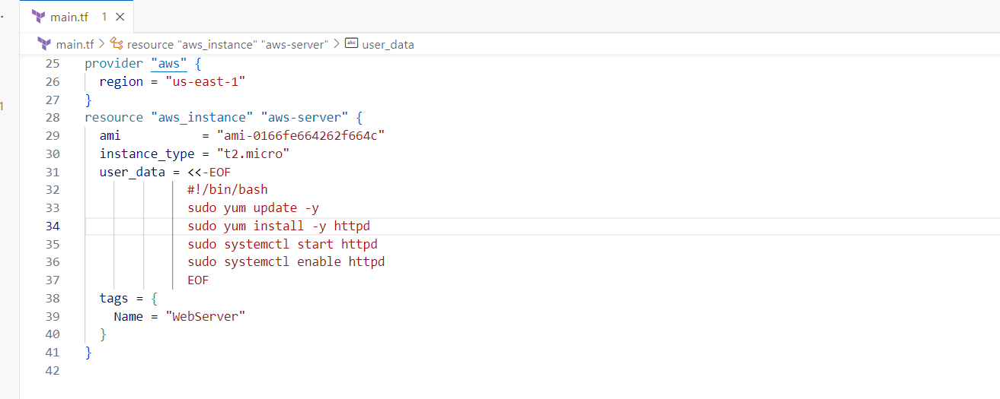 main.tf 1
main.tf > resource "aws_instance" "aws-server" > abc user_data
25 provider "aws" {
26 region = "us-east-1"
27 }
28 resource "aws_instance" "aws-server" {
29 ami = "ami-0166fe664262f664c"
30 instance_type = "t2.micro"
31 user_data = <<-EOF
32 #!/bin/bash
33 sudo yum update -y
34 sudo yum install -y httpd
35 sudo systemctl start httpd
36 sudo systemctl enable httpd
37 EOF
38 tags = {
39 Name = "WebServer"
40 }
41 }
42
1